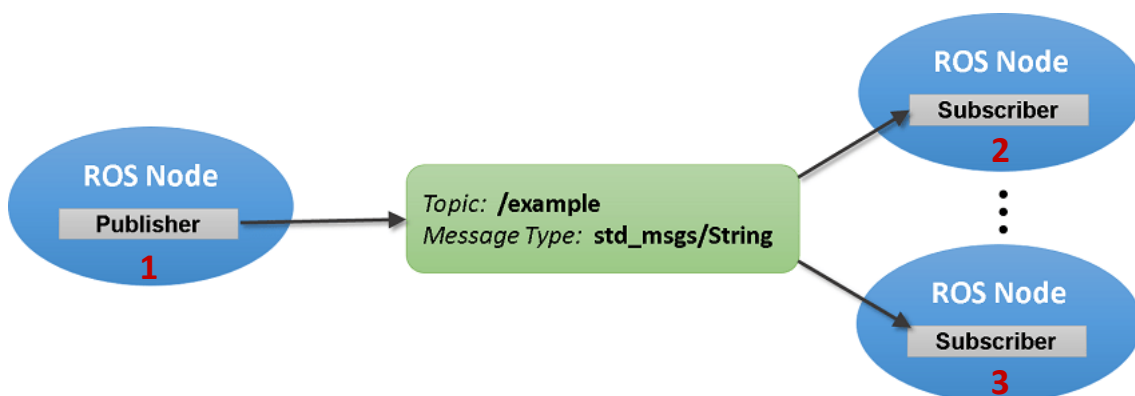 ROS Node
Publisher
1
Topic: /example
Message Type: std_msgs/String
ROS Node
Subscriber
2
ROS Node
Subscriber
3